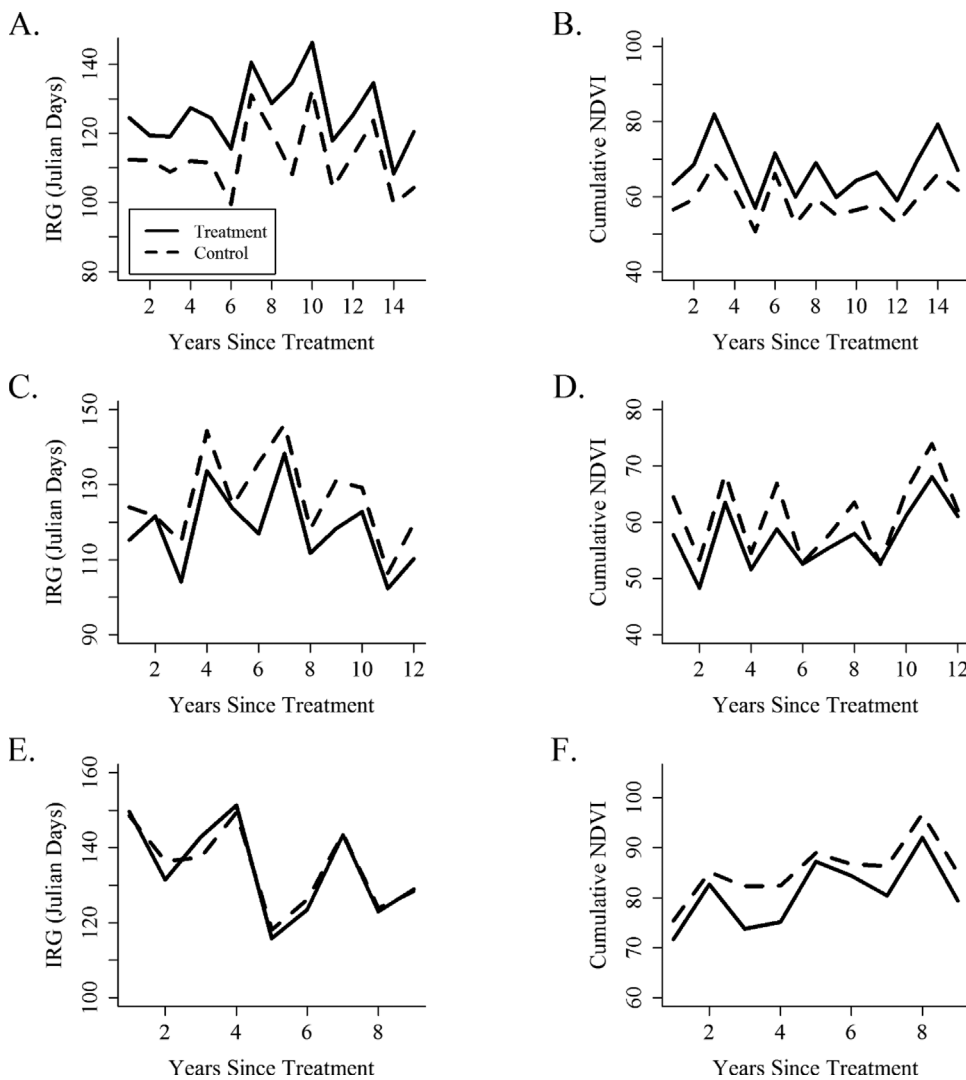 A.
IRG (Julian Days)
140
120
100
80
Treatment
Control
2 4 6 8 10 12 14
Years Since Treatment
B.
Cumulative NDVI
100
80
60
40
2 4 6 8 10 12 14
Years Since Treatment
C.
IRG (Julian Days)
150
130
110
90
2 4 6 8 10 12
Years Since Treatment
D.
Cumulative NDVI
80
70
60
50
40
2 4 6 8 10 12
Years Since Treatment
E.
IRG (Julian Days)
160
140
120
100
2 4 6 8
Years Since Treatment
F.
Cumulative NDVI
100
90
80
70
60
2 4 6 8
Years Since Treatment